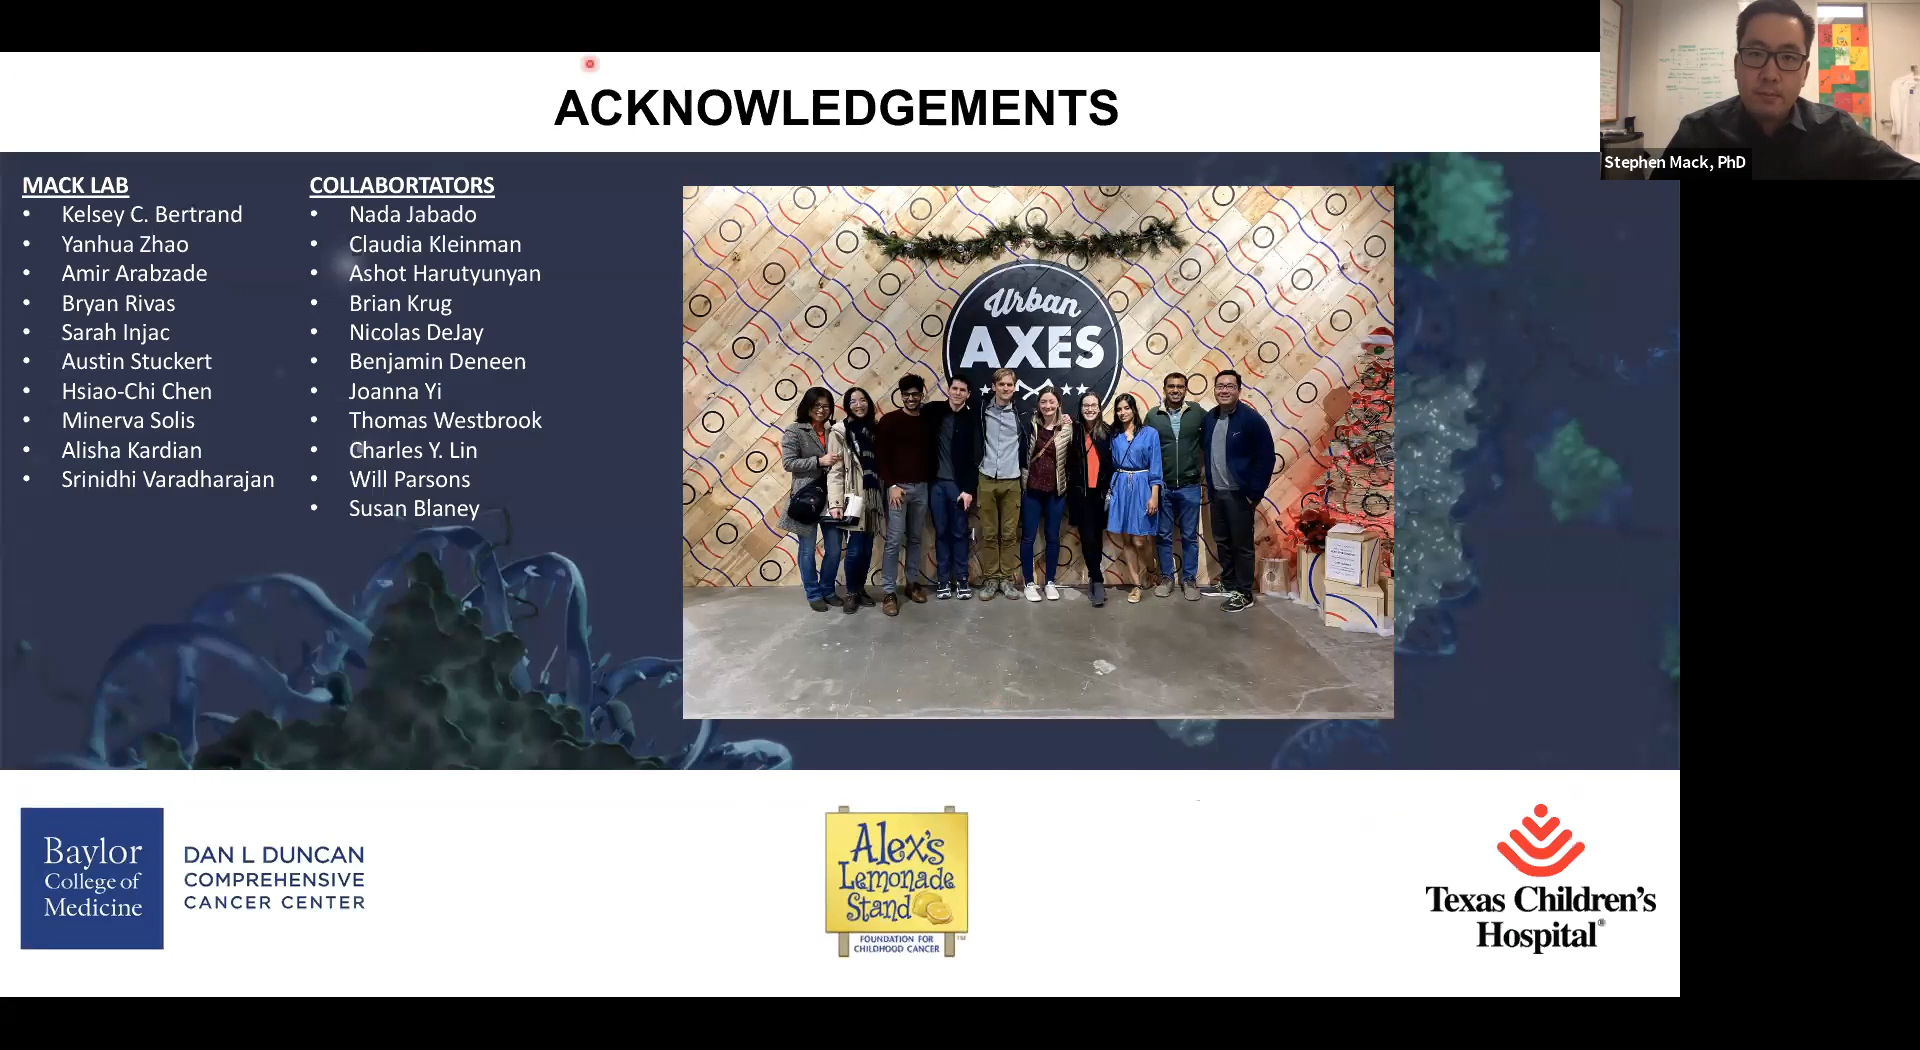 ACKNOWLEDGEMENTS
Stephen Mack, PhD
MACK LAB
• Kelsey C. Bertrand
• Yanhua Zhao
• Amir Arabzade
• Bryan Rivas
• Sarah Injac
• Austin Stuckert
• Hsiao-Chi Chen
• Minerva Solis
• Alisha Kardian
• Srinidhi Varadharajan
COLLABORTATORS
• Nada Jabado
• Claudia Kleinman
• Ashot Harutyunyan
• Brian Krug
• Nicolas DeJay
• Benjamin Deneen
• Joanna Yi
• Thomas Westbrook
• Charles Y. Lin
• Will Parsons
• Susan Blaney
Urban
AXES
Baylor
College of
Medicine
DAN L DUNCAN
COMPREHENSIVE
CANCER CENTER
Alex's
Lemonade
Stand
FOUNDATION FOR
CHILDHOOD CANCER
TM
Texas Children's
Hospital®